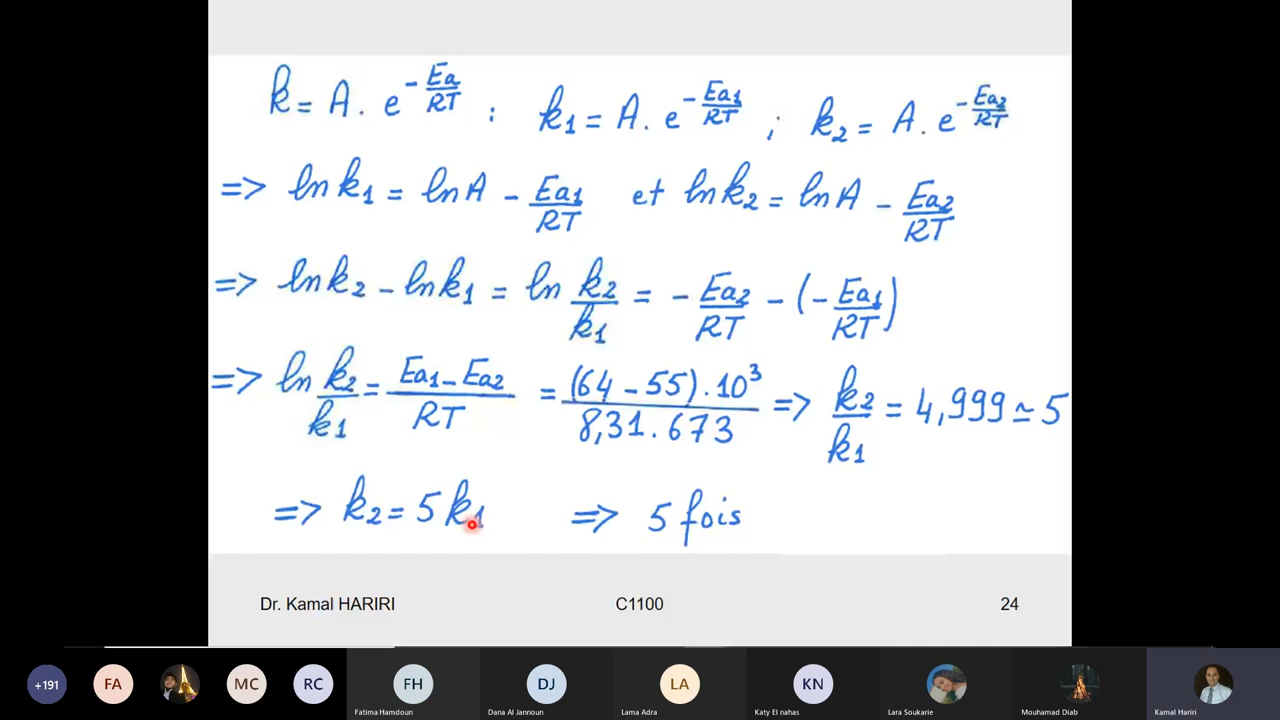 k = A . e^(-Ea/RT) ; k₁ = A . e^(-Ea₁/RT) ; k₂ = A . e^(-Ea₂/RT)
=> ln k₁ = ln A - Ea₁/RT et ln k₂ = ln A - Ea₂/RT
=> ln k₂ - ln k₁ = ln k₂/k₁ = - Ea₂/RT - (- Ea₁/RT)
=> ln k₂/k₁ = (Ea₁ - Ea₂)/RT = (64 - 55) . 10³/8,31 . 673 => k₂/k₁ = 4,999 ≃ 5
=> k₂ = 5 k₁ => 5 fois
Dr. Kamal HARIRI C1100 24
+191 FA MC RC FH DJ LA KN
Fatima Hamdoun Dana Al Jannoun Lama Adra Katy El nahas Lara Soukarie Mouhamad Diab Kamal Hariri